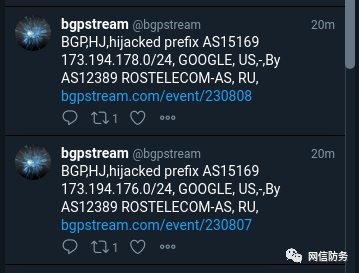 bgpstream @bgpstream 20m
BGP,HJ,hijacked prefix AS15169
173.194.178.0/24, GOOGLE, US,-,By
AS12389 ROSTELECOM-AS, RU,
bgpstream.com/event/230808
1
bgpstream @bgpstream 20m
BGP,HJ,hijacked prefix AS15169
173.194.176.0/24, GOOGLE, US,-,By
AS12389 ROSTELECOM-AS, RU,
bgpstream.com/event/230807
1
网信防务